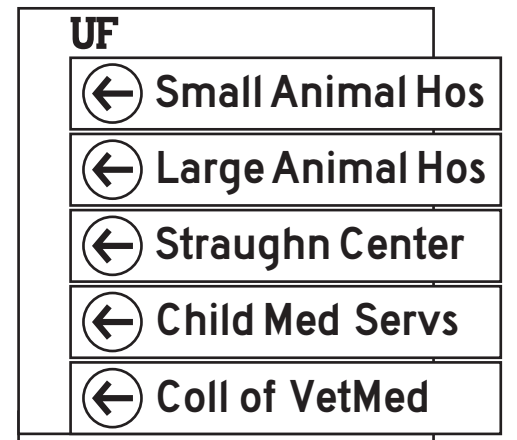 UF
Small Animal Hos
Large Animal Hos
Straughn Center
Child Med Servs
Coll of VetMed